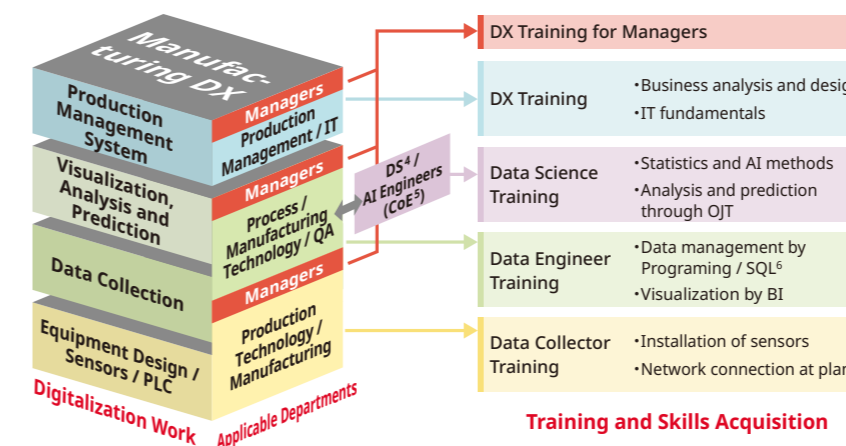 Manufac-
turing DX
Production
Management
System
Visualization,
Analysis and
Prediction
Data Collection
Equipment Design /
Sensors / PLC
Digitalization Work
Managers
Production
Management / IT
Managers
Process /
Manufacturing
Technology / QA
Managers
Production
Technology /
Manufacturing
Applicable Departments
DS4 /
AI Engineers
(CoE5)
DX Training for Managers
DX Training
・Business analysis and desig
・IT fundamentals
Data Science
Training
・Statistics and AI methods
・Analysis and prediction
through OJT
Data Engineer
Training
・Data management by
Programing / SQL6
・Visualization by BI
Data Collector
Training
・Installation of sensors
・Network connection at plan
Training and Skills Acquisition